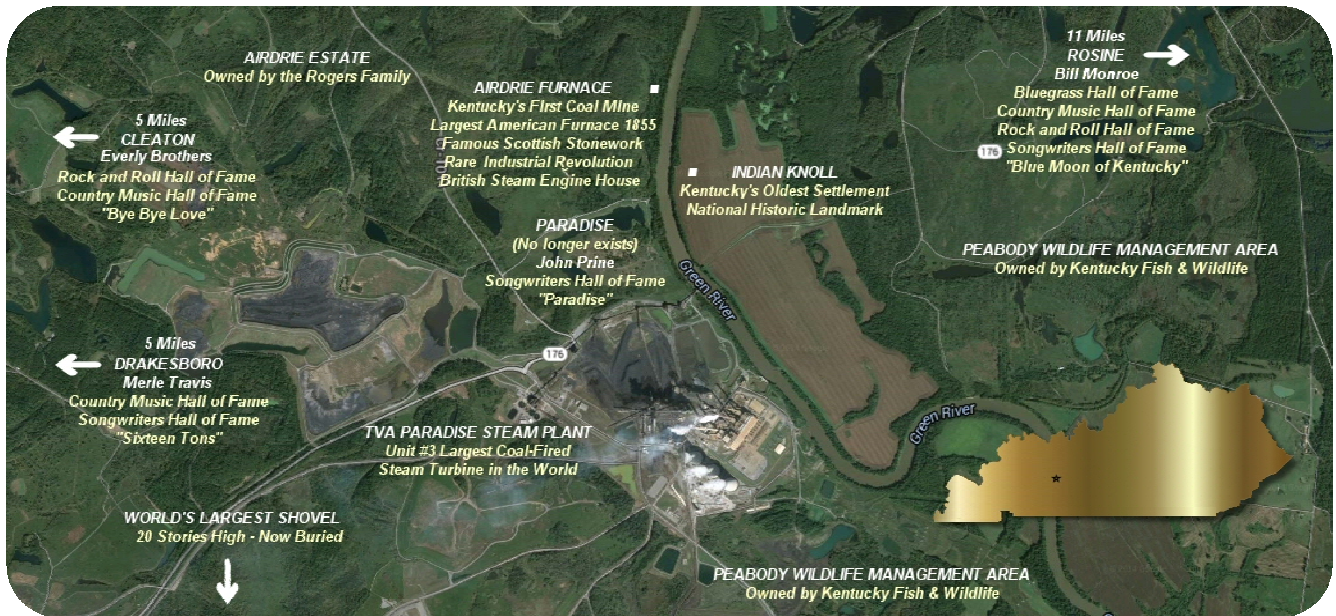 AIRDRIE ESTATE
Owned by the Rogers Family
AIRDRIE FURNACE
Kentucky's First Coal Mine
Largest American Furnace 1855
Famous Scottish Stonework
Rare Industrial Revolution
British Steam Engine House
11 Miles
ROSINE
Bill Monroe
Bluegrass Hall of Fame
Country Music Hall of Fame
Rock and Roll Hall of Fame
Songwriters Hall of Fame
"Blue Moon of Kentucky"
176
5 Miles
CLEATON
Everly Brothers
Rock and Roll Hall of Fame
Country Music Hall of Fame
"Bye Bye Love"
INDIAN KNOLL
Kentucky's Oldest Settlement
National Historic Landmark
PARADISE
(No longer exists)
John Prine
Songwriters Hall of Fame
"Paradise"
Green River
PEABODY WILDLIFE MANAGEMENT AREA
Owned by Kentucky Fish & Wildlife
5 Miles
DRAKESBORO
Merle Travis
Country Music Hall of Fame
Songwriters Hall of Fame
"Sixteen Tons"
176
TVA PARADISE STEAM PLANT
Unit #3 Largest Coal-Fired
Steam Turbine in the World
Green River
WORLD'S LARGEST SHOVEL
20 Stories High - Now Buried
PEABODY WILDLIFE MANAGEMENT AREA
Owned by Kentucky Fish & Wildlife